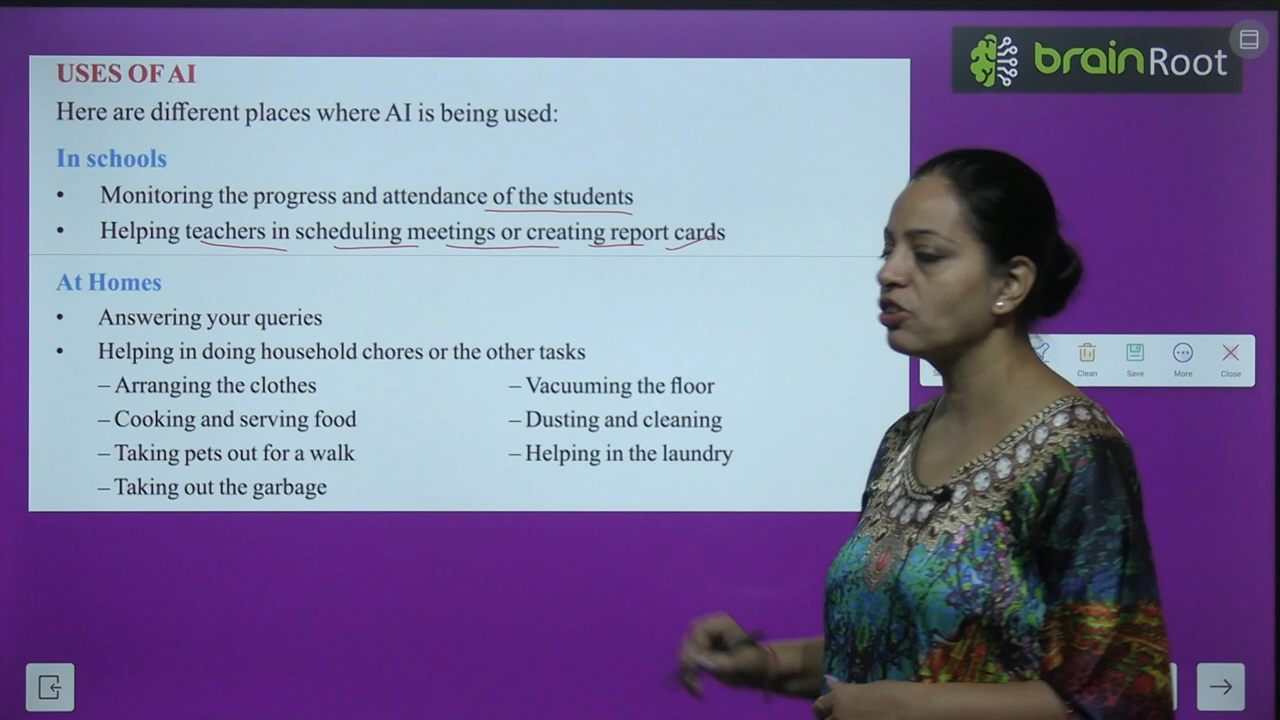 brainRoot
USES OF AI
Here are different places where AI is being used:
In schools
• Monitoring the progress and attendance of the students
• Helping teachers in scheduling meetings or creating report cards
At Homes
• Answering your queries
• Helping in doing household chores or the other tasks
– Arranging the clothes
– Cooking and serving food
– Taking pets out for a walk
– Taking out the garbage
– Vacuuming the floor
– Dusting and cleaning
– Helping in the laundry
Clean Save More Close